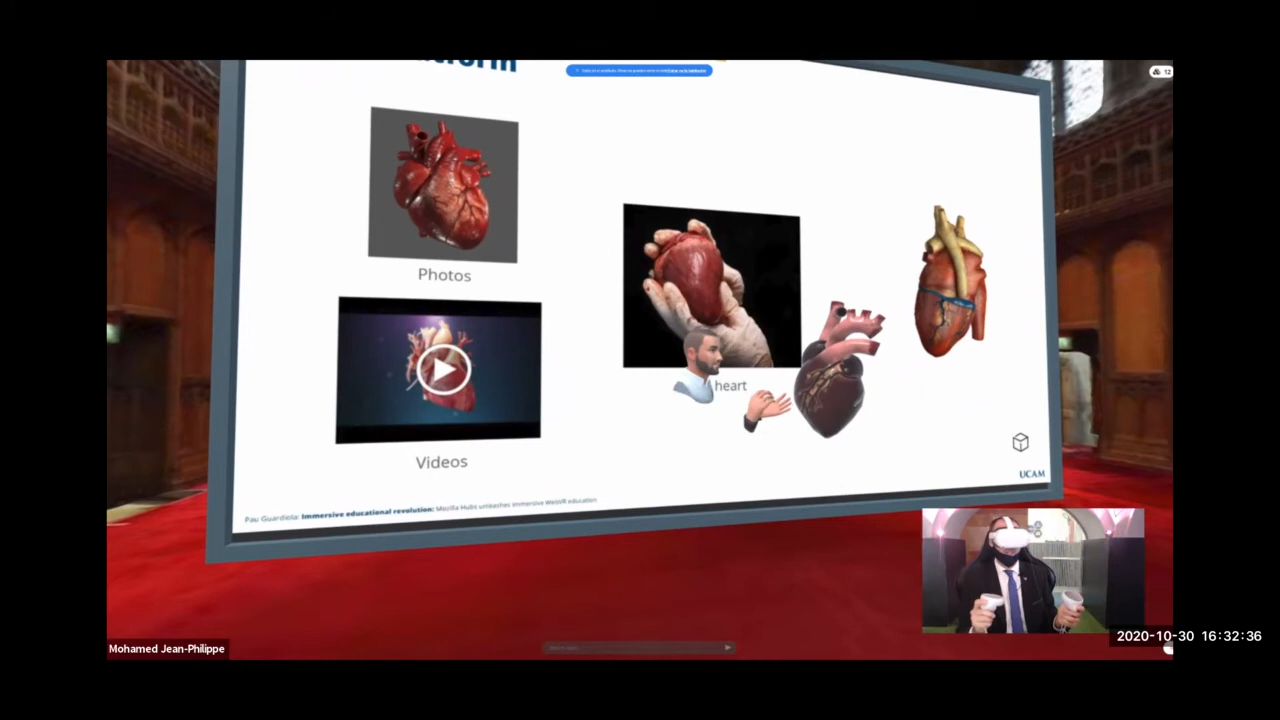 12
Photos
heart
Videos
UCAM
Pau Guardiola: Immersive educational revolution: Mozilla Hubs unleashes immersive WebXR education
Mohamed Jean-Philippe
2020-10-30 16:32:36